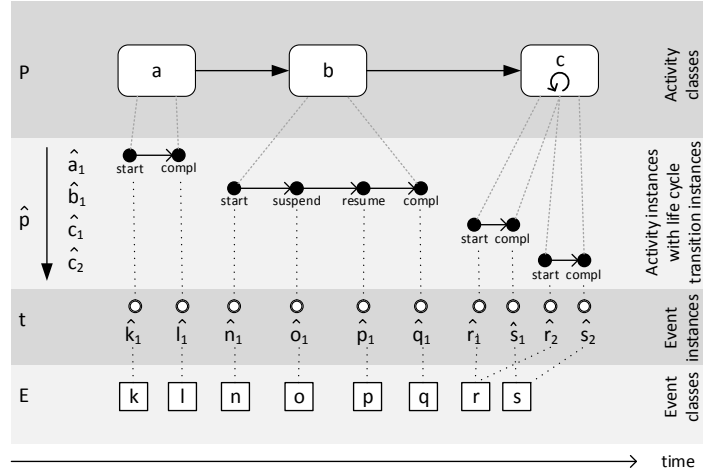 P
a
b
c
Activity classes
p̂
â₁
b̂₁
ĉ₁
ĉ₂
start compl
start suspend resume compl
start compl
start compl
Activity instances with life cycle transition instances
t
k̂₁ l̂₁ n̂₁ ô₁ p̂₁ q̂₁ r̂₁ ŝ₁ r̂₂ ŝ₂
Event instances
E
k l n o p q r s
Event classes
time